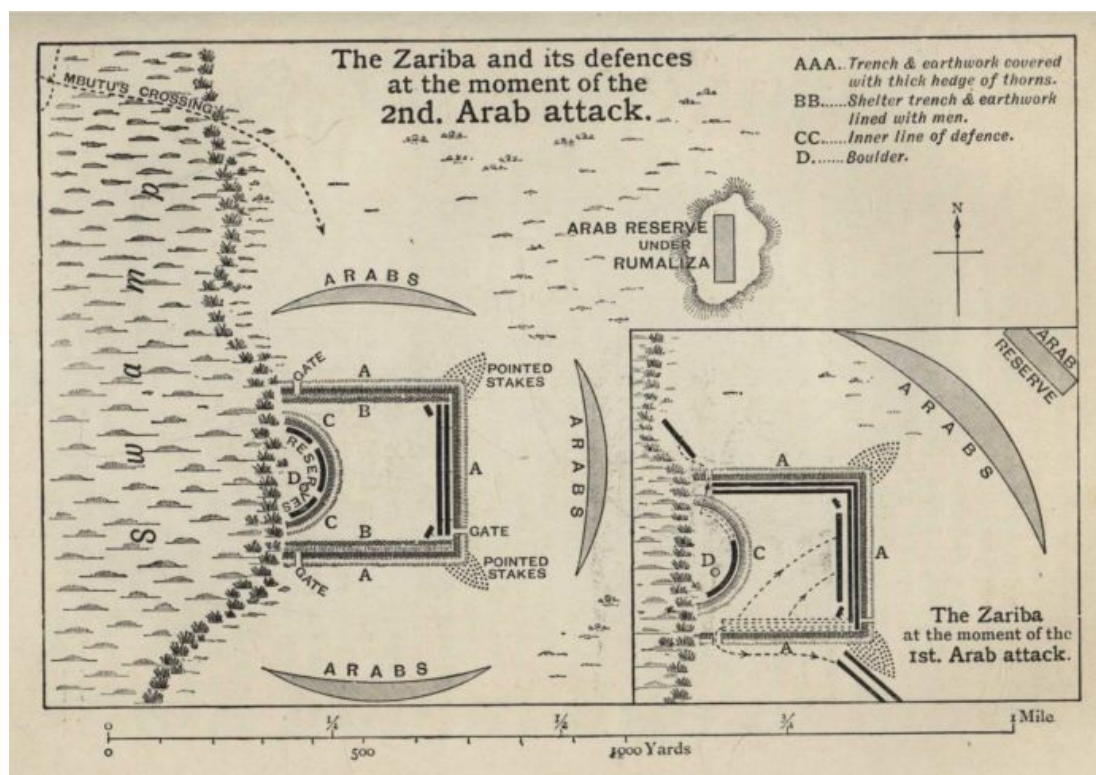 The Zariba and its defences
at the moment of the
2nd. Arab attack.
AAA.. Trench & earthwork covered
with thick hedge of thorns.
BB..... Shelter trench & earthwork
lined with men.
CC...... Inner line of defence.
D. ...... Boulder.
MBUTU'S CROSSING
Swamp
N
ARAB RESERVE
UNDER
RUMALIZA
ARABS
GATE
A
POINTED
STAKES
B
C
RESERVES
D
A
ARABS
C
B
GATE
GATE
A
POINTED
STAKES
ARABS
ARAB
RESERVE
ARABS
A
D
C
A
A
The Zariba
at the moment of the
1st. Arab attack.
0 ¼ ½ ¾ 1 Mile
0 500 1000 Yards